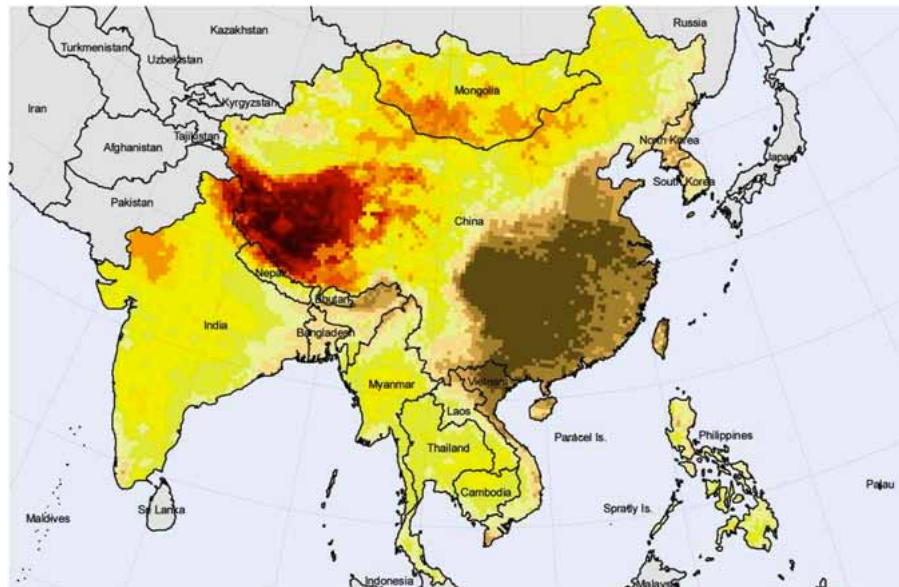 Russia
Kazakhstan
Turkmenistan
Uzbekistan
Mongolia
Kyrgyzstan
Iran
Tajikistan
North Korea
Afghanistan
Japan
South Korea
Pakistan
China
Nepal
Bhutan
India
Bangladesh
Myanmar
Vietnam
Laos
Paracel Is.
Philippines
Thailand
Cambodia
Palau
Sri Lanka
Spratly Is.
Maldives
Indonesia
Malaysia